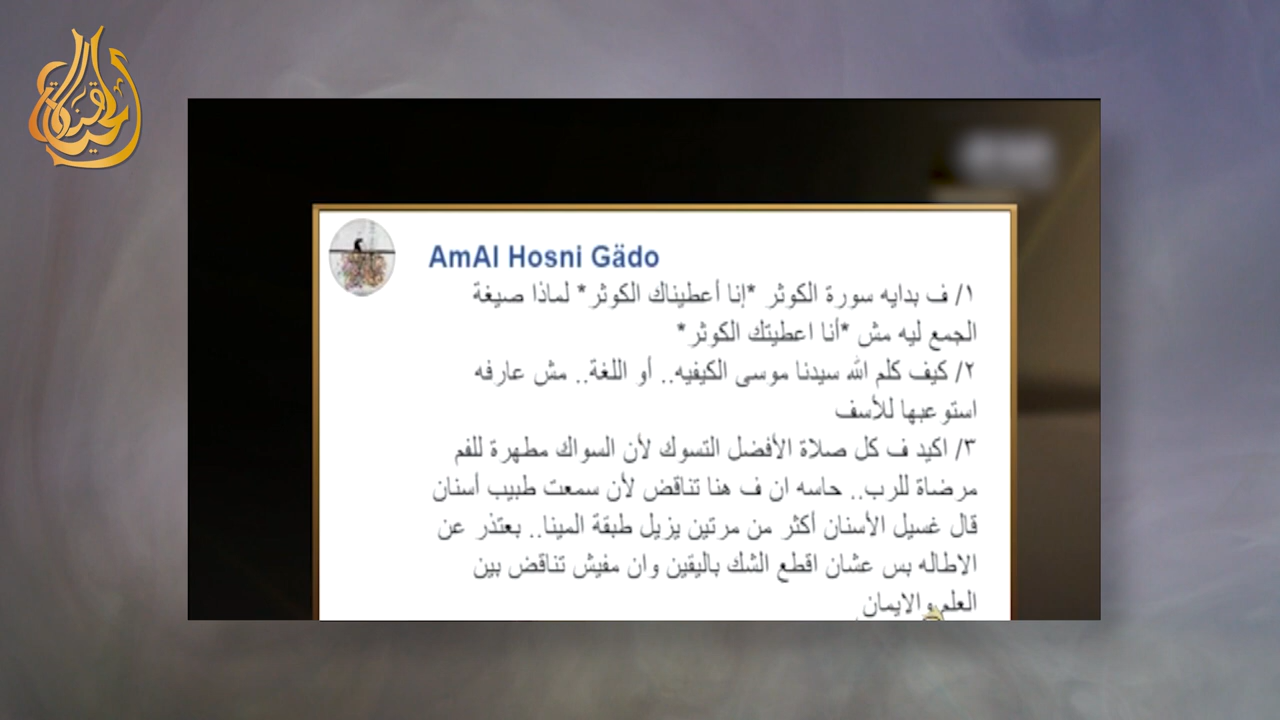 قناة الحياة
AmAl Hosni Gädo
١/ ف بدايه سورة الكوثر *إنا أعطيناك الكوثر* لماذا صيغة
الجمع ليه مش *أنا اعطيتك الكوثر*
٢/ كيف كلم الله سيدنا موسى الكيفيه.. أو اللغة.. مش عارفه
استوعبها للأسف
٣/ اكيد ف كل صلاة الأفضل التسوك لأن السواك مطهرة للفم
مرضاة للرب.. حاسه ان ف هنا تناقض لأن سمعت طبيب أسنان
قال غسيل الأسنان أكثر من مرتين يزيل طبقة المينا.. بعتذر عن
الاطاله بس عشان اقطع الشك باليقين وان مفيش تناقض بين
العلم والايمان